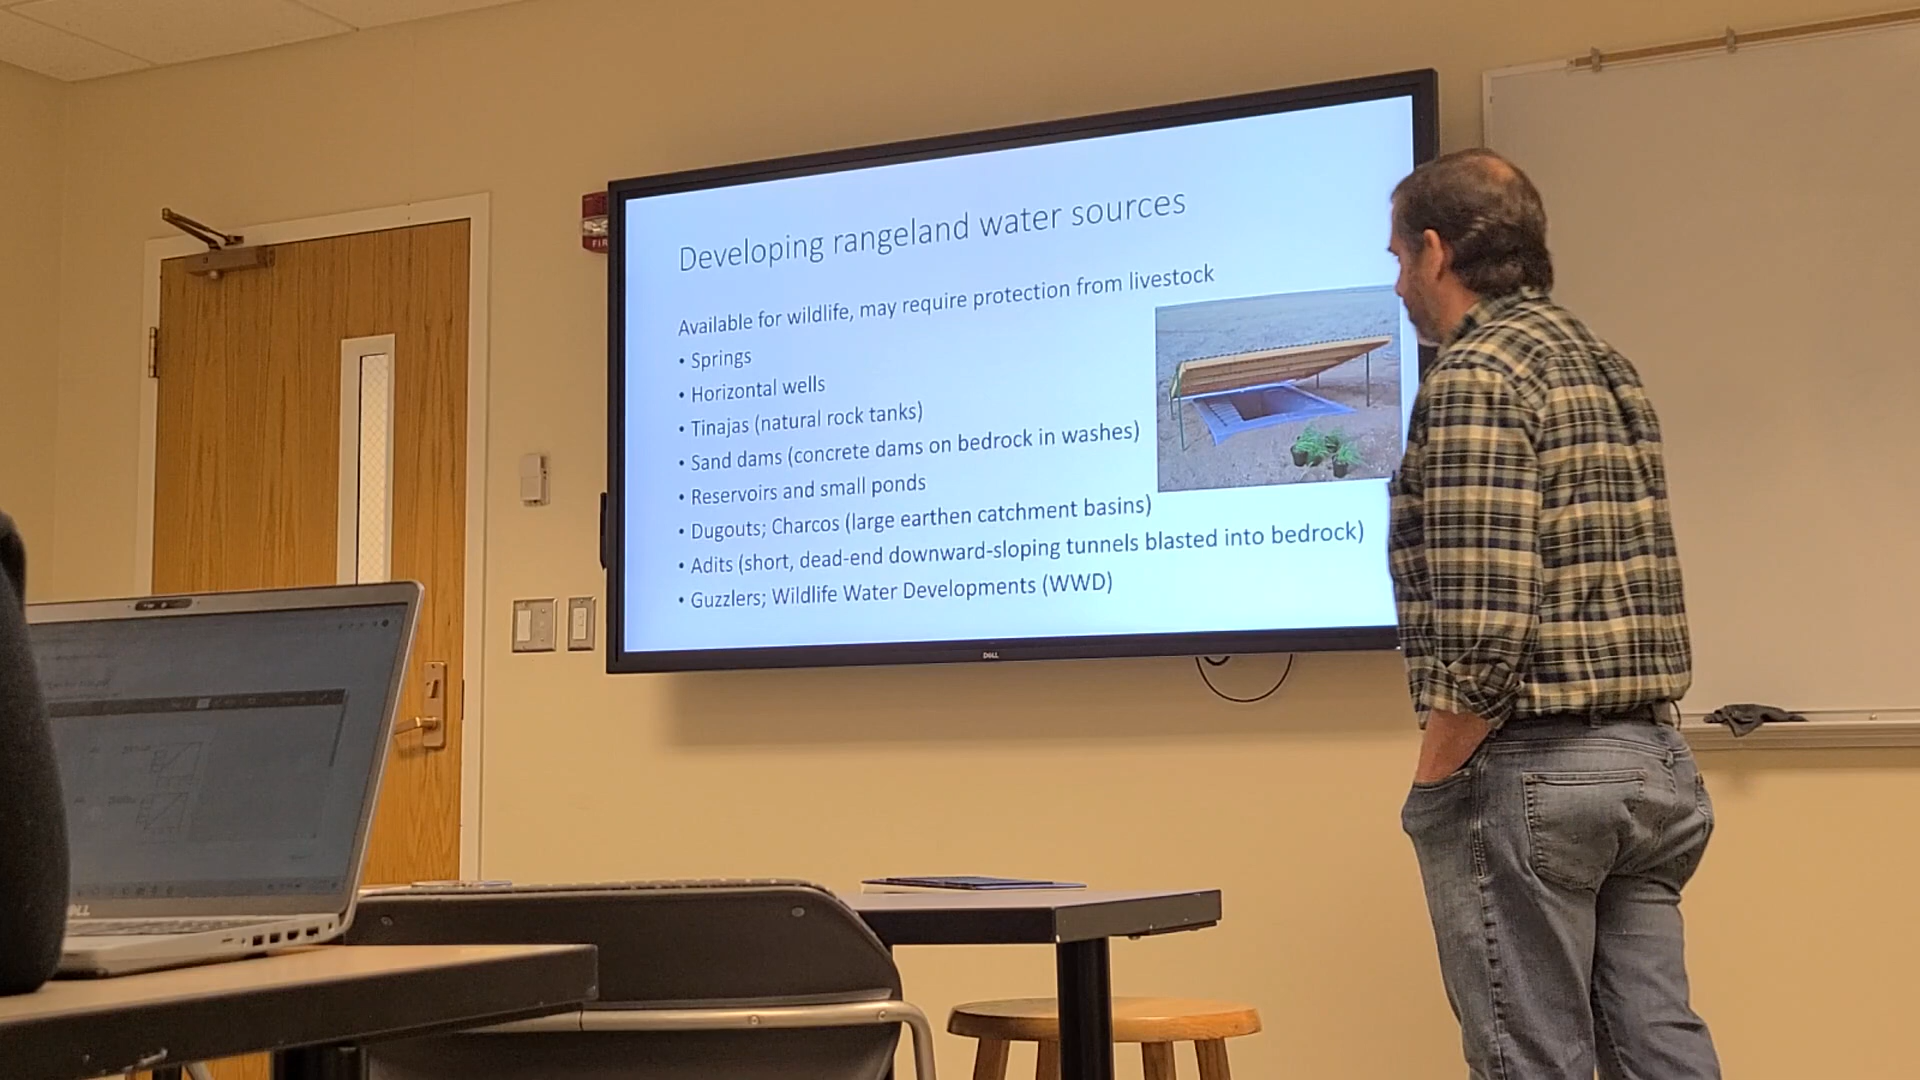 Developing rangeland water sources
Available for wildlife, may require protection from livestock
• Springs
• Horizontal wells
• Tinajas (natural rock tanks)
• Sand dams (concrete dams on bedrock in washes)
• Reservoirs and small ponds
• Dugouts; Charcos (large earthen catchment basins)
• Adits (short, dead-end downward-sloping tunnels blasted into bedrock)
• Guzzlers; Wildlife Water Developments (WWD)
DELL